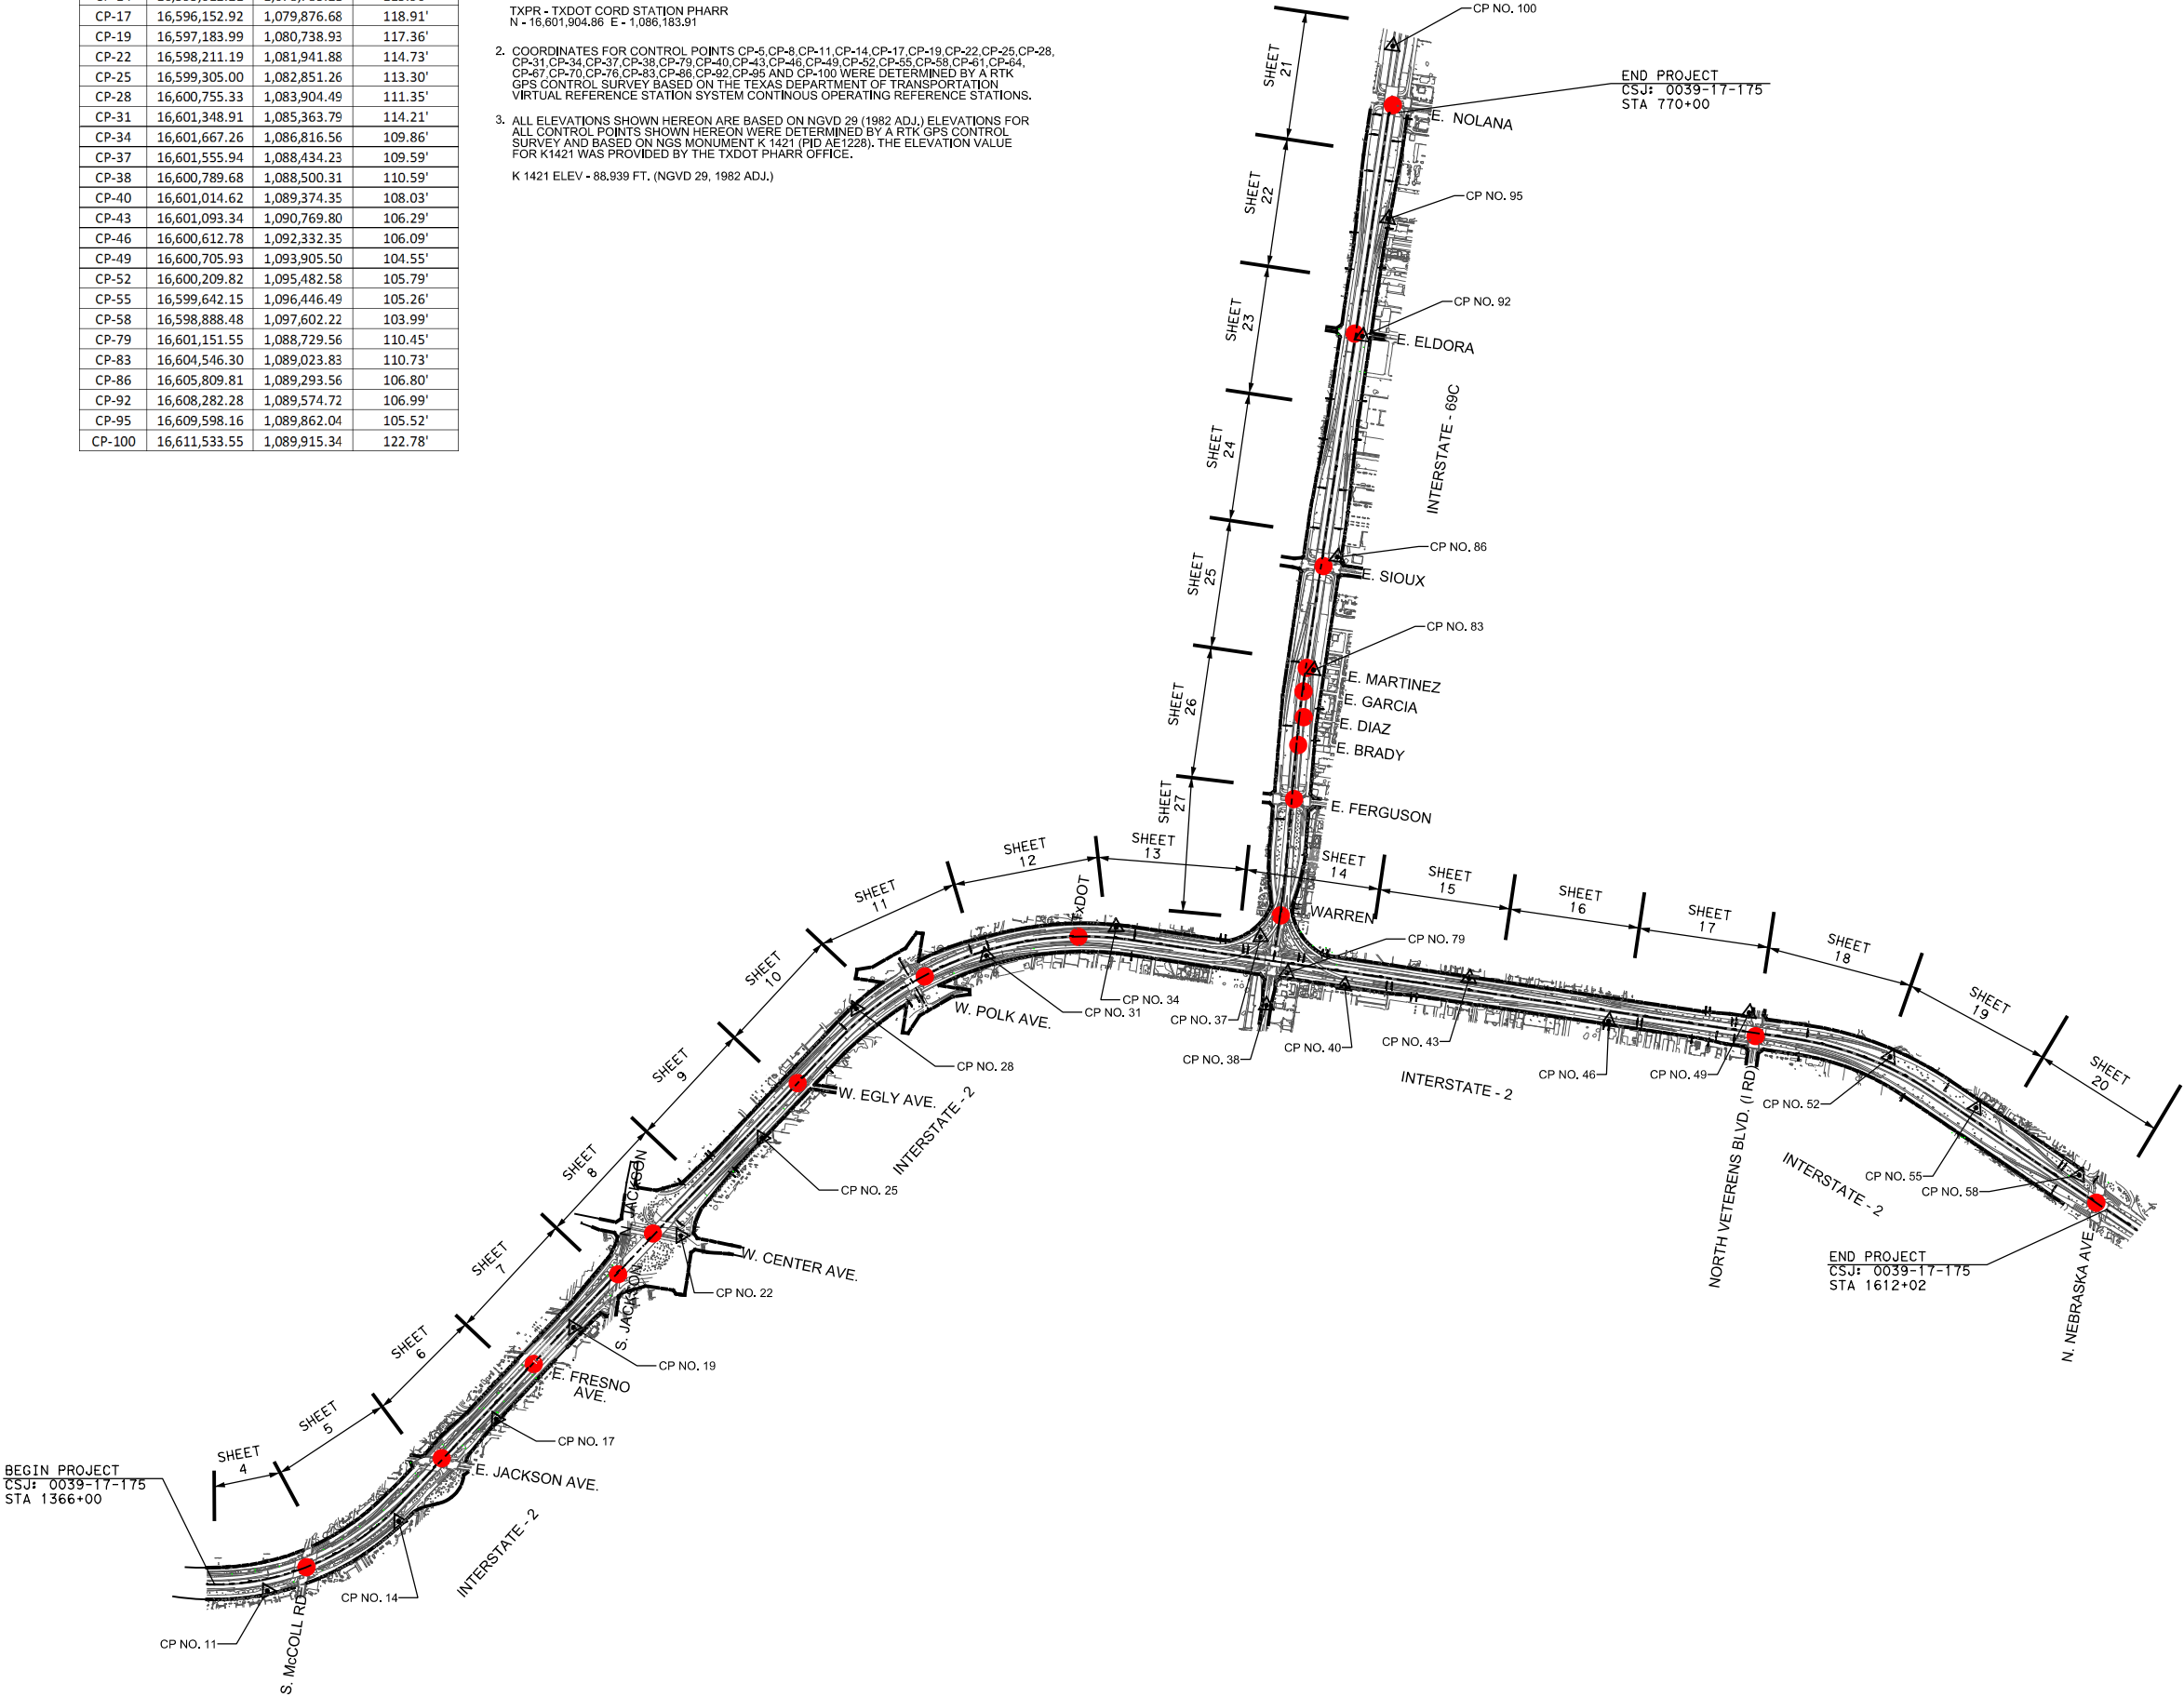 CP-17 16,596,152.92 1,079,876.68 118.91'
CP-19 16,597,183.99 1,080,738.93 117.36'
CP-22 16,598,211.19 1,081,941.88 114.73'
CP-25 16,599,305.00 1,082,851.26 113.30'
CP-28 16,600,755.33 1,083,904.49 111.35'
CP-31 16,601,348.91 1,085,363.79 114.21'
CP-34 16,601,667.26 1,086,816.56 109.86'
CP-37 16,601,555.94 1,088,434.23 109.59'
CP-38 16,600,789.68 1,088,500.31 110.59'
CP-40 16,601,014.62 1,089,374.35 108.03'
CP-43 16,601,093.34 1,090,769.80 106.29'
CP-46 16,600,612.78 1,092,332.35 106.09'
CP-49 16,600,705.93 1,093,905.50 104.55'
CP-52 16,600,209.82 1,095,482.58 105.79'
CP-55 16,599,642.15 1,096,446.49 105.26'
CP-58 16,598,888.48 1,097,602.22 103.99'
CP-79 16,601,151.55 1,088,729.56 110.45'
CP-83 16,604,546.30 1,089,023.83 110.73'
CP-86 16,605,809.81 1,089,293.56 106.80'
CP-92 16,608,282.28 1,089,574.72 106.99'
CP-95 16,609,598.16 1,089,862.04 105.52'
CP-100 16,611,533.55 1,089,915.34 122.78'
TXPR - TXDOT CORD STATION PHARR
N - 16,601,904.86 E - 1,086,183.91
2. COORDINATES FOR CONTROL POINTS CP-5,CP-8,CP-11,CP-14,CP-17,CP-19,CP-22,CP-25,CP-28,
CP-31,CP-34,CP-37,CP-38,CP-79,CP-40,CP-43,CP-46,CP-49,CP-52,CP-55,CP-58,CP-61,CP-64,
CP-67,CP-70,CP-76,CP-83,CP-86,CP-92,CP-95 AND CP-100 WERE DETERMINED BY A RTK
GPS CONTROL SURVEY BASED ON THE TEXAS DEPARTMENT OF TRANSPORTATION
VIRTUAL REFERENCE STATION SYSTEM CONTINOUS OPERATING REFERENCE STATIONS.
3. ALL ELEVATIONS SHOWN HEREON ARE BASED ON NGVD 29 (1982 ADJ.) ELEVATIONS FOR
ALL CONTROL POINTS SHOWN HEREON WERE DETERMINED BY A RTK GPS CONTROL
SURVEY AND BASED ON NGS MONUMENT K 1421 (PID AE1228). THE ELEVATION VALUE
FOR K1421 WAS PROVIDED BY THE TXDOT PHARR OFFICE.
K 1421 ELEV - 88.939 FT. (NGVD 29, 1982 ADJ.)
CP NO. 100
END PROJECT
CSJ: 0039-17-175
STA 770+00
SHEET
21
E. NOLANA
SHEET
22
CP NO. 95
SHEET
23
CP NO. 92
E. ELDORA
INTERSTATE - 69C
SHEET
24
SHEET
25
CP NO. 86
E. SIOUX
CP NO. 83
SHEET
26
E. MARTINEZ
E. GARCIA
E. DIAZ
E. BRADY
SHEET
27
E. FERGUSON
SHEET
11
SHEET
12
SHEET
13
SHEET
14
SHEET
15
SHEET
16
SHEET
17
SHEET
18
SHEET
19
SHEET
20
TxDOT
WARREN
CP NO. 79
SHEET
10
W. POLK AVE.
CP NO. 34
CP NO. 31
CP NO. 37
CP NO. 38
CP NO. 40
CP NO. 43
CP NO. 46
CP NO. 49
CP NO. 52
INTERSTATE - 2
SHEET
9
CP NO. 28
W. EGLY AVE.
INTERSTATE - 2
NORTH VETERENS BLVD. (I RD)
INTERSTATE - 2
CP NO. 55
CP NO. 58
SHEET
8
N. JACKSON
CP NO. 25
END PROJECT
CSJ: 0039-17-175
STA 1612+02
N. NEBRASKA AVE.
SHEET
7
W. CENTER AVE.
CP NO. 22
S. JACKSON
SHEET
6
CP NO. 19
E. FRESNO
AVE.
SHEET
5
CP NO. 17
SHEET
4
E. JACKSON AVE.
BEGIN PROJECT
CSJ: 0039-17-175
STA 1366+00
INTERSTATE - 2
CP NO. 14
CP NO. 11
S. McCOLL RD